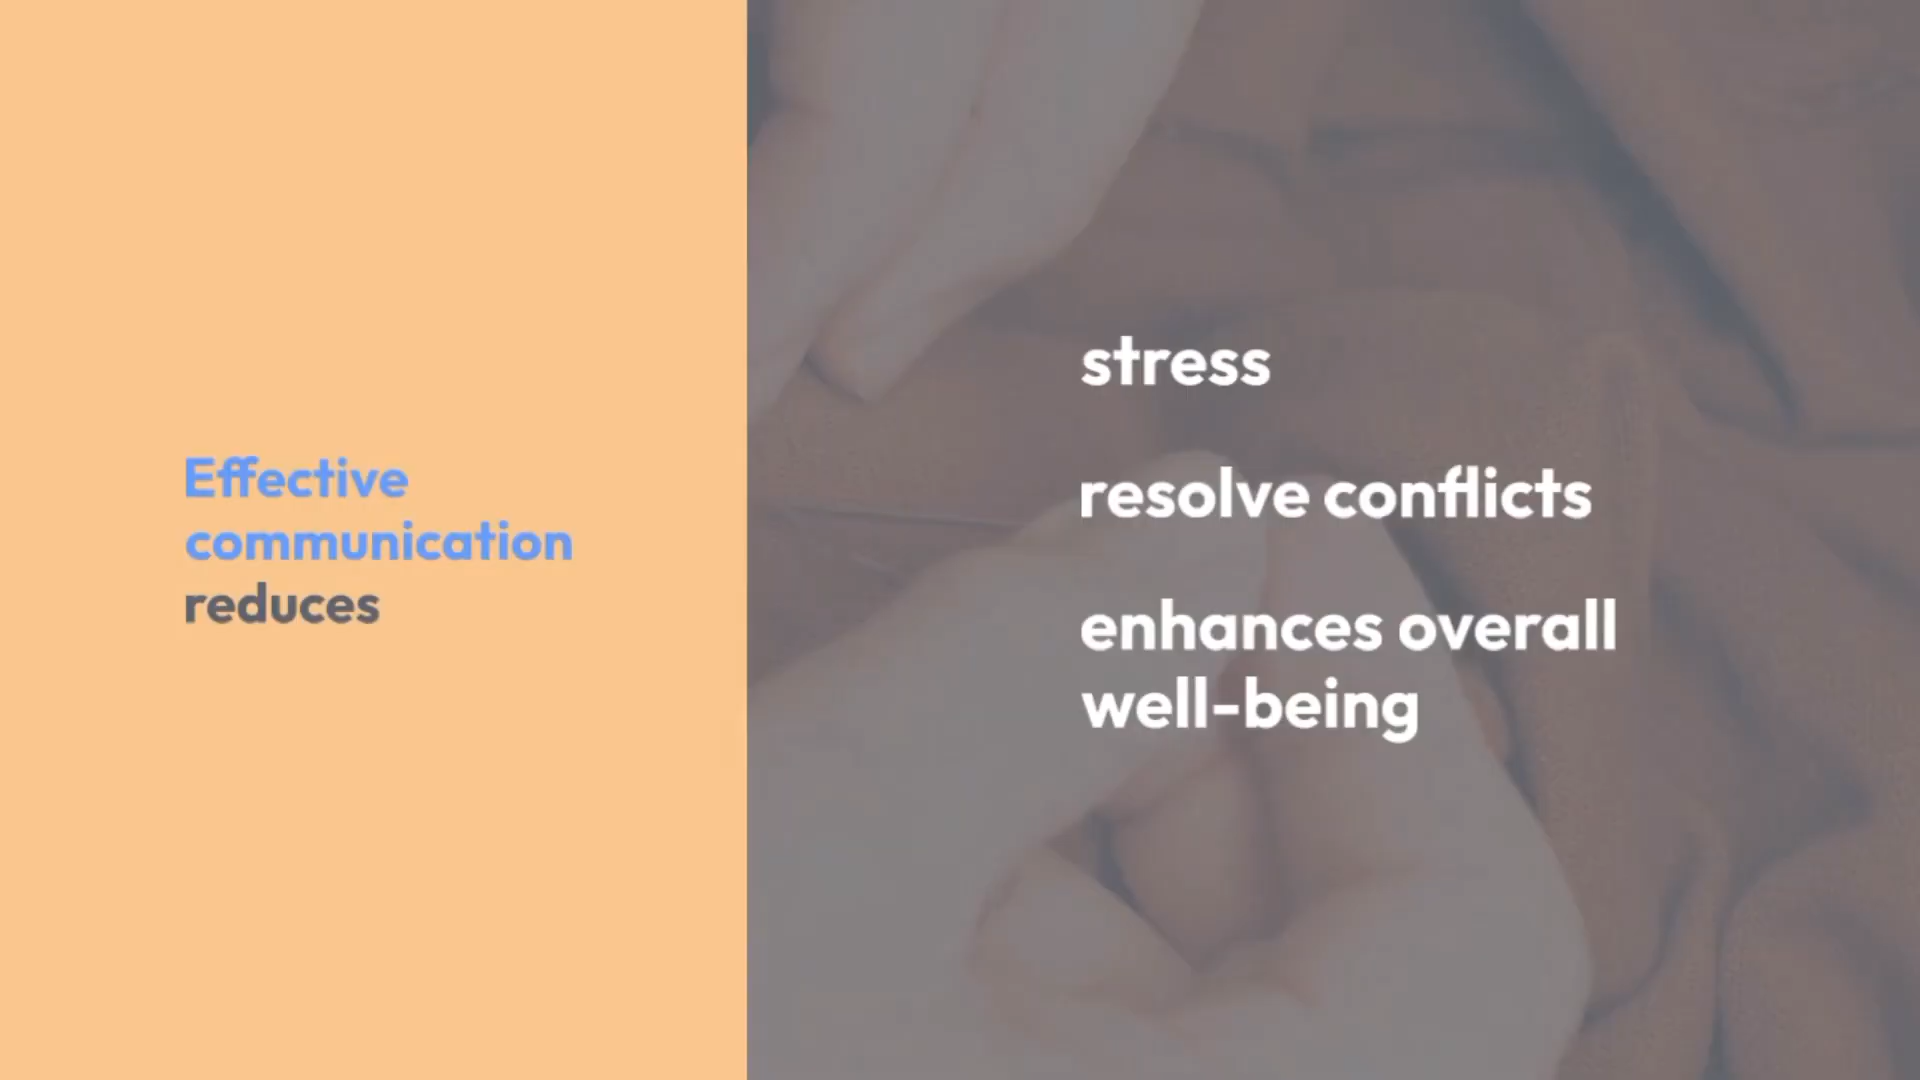 Effective
communication
reduces
stress
resolve conflicts
enhances overall
well-being